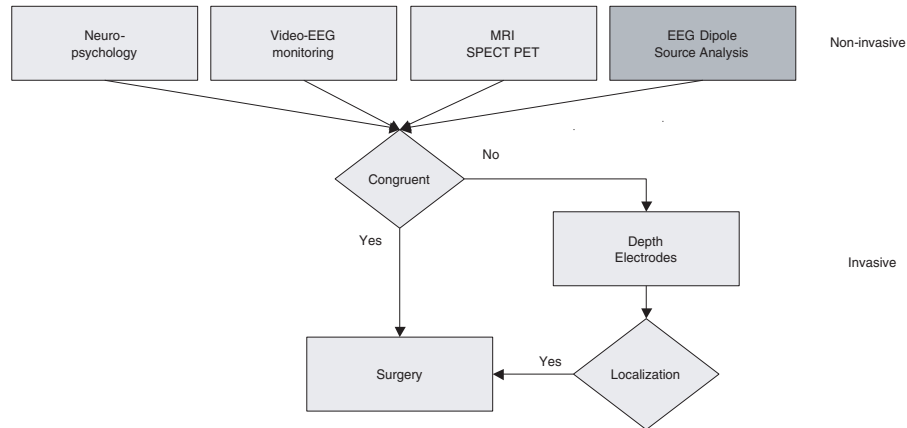 Neuro-
psychology
Video-EEG
monitoring
MRI
SPECT PET
EEG Dipole
Source Analysis
Non-invasive
Congruent
No
Yes
Depth
Electrodes
Invasive
Surgery
Yes
Localization